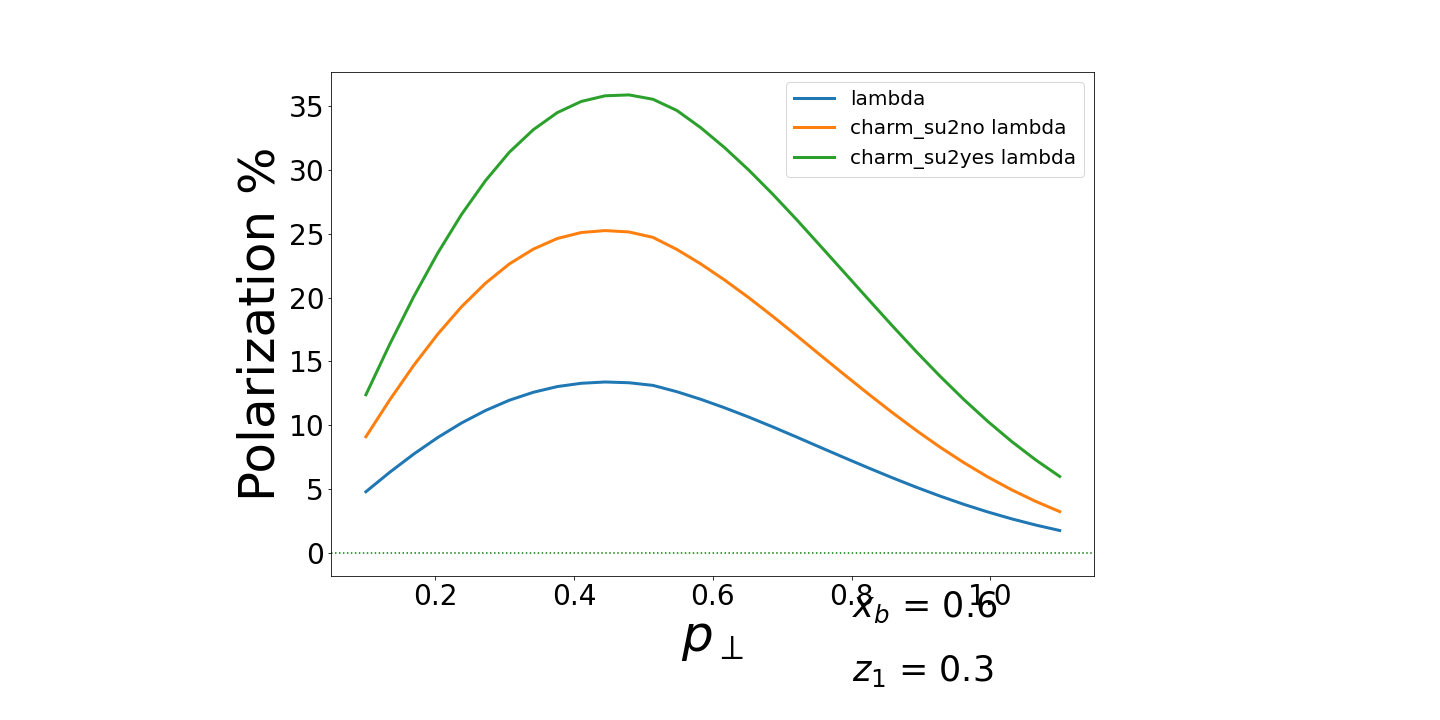 lambda
charm_su2no lambda
charm_su2yes lambda
Polarization %
35
30
25
20
15
10
5
0
0.2 0.4 0.6 0.8 1.0
p⊥
x_b = 0.6
z_1 = 0.3